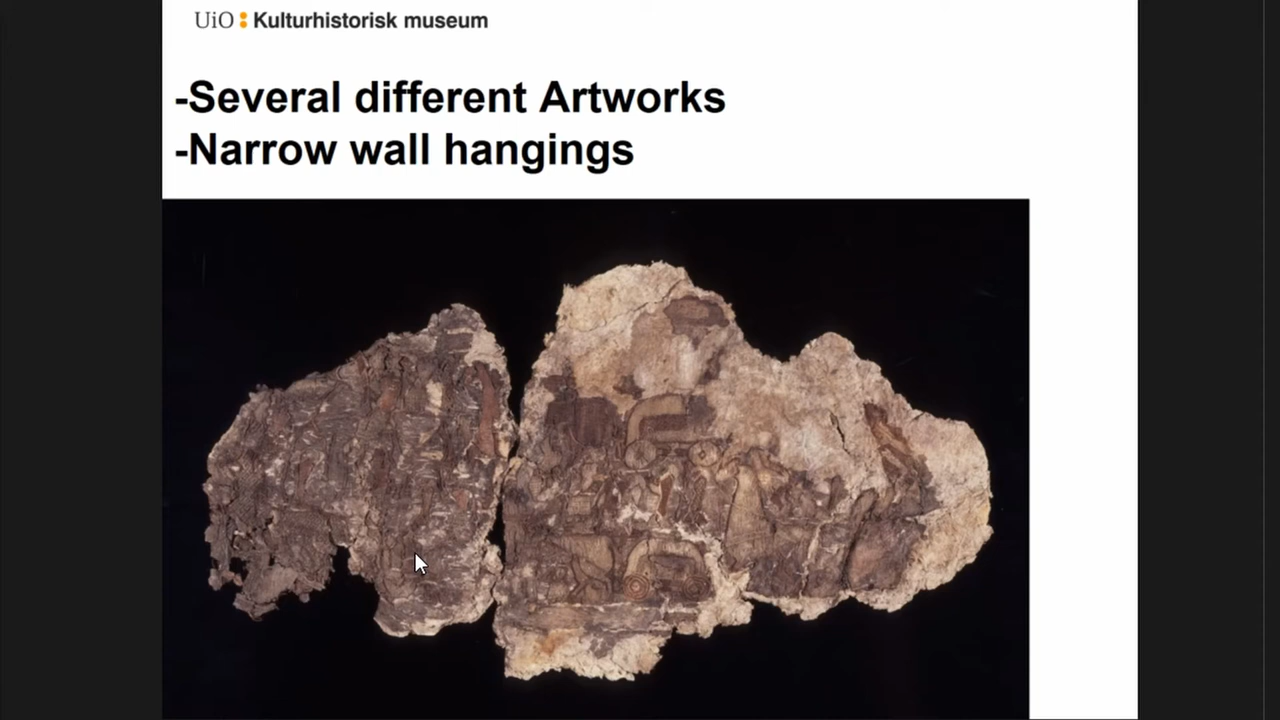 UiO : Kulturhistorisk museum
-Several different Artworks
-Narrow wall hangings